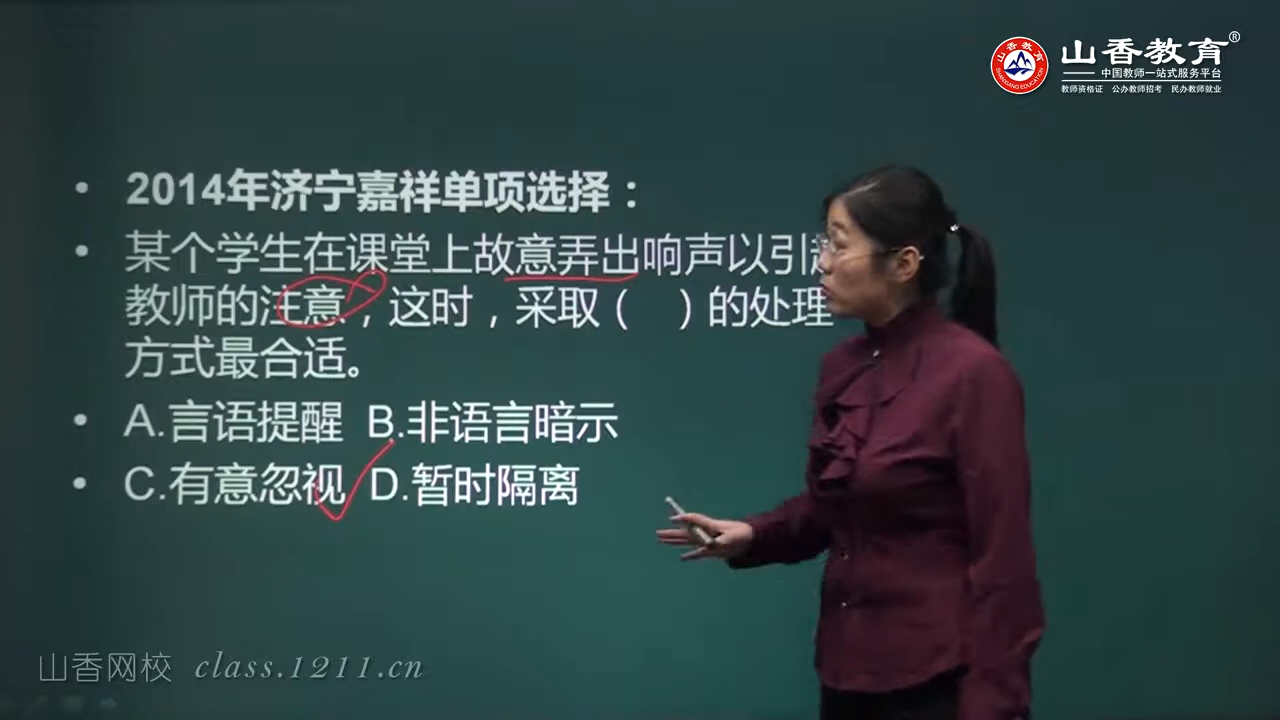 山香教育®
中国教师一站式服务平台
教师资格证 公办教师招考 民办教师就业
SHANXIANG EDUCATION
2014年济宁嘉祥单项选择：
某个学生在课堂上故意弄出响声以引
教师的注意，这时，采取（ ）的处理
方式最合适。
A.言语提醒 B.非语言暗示
C.有意忽视 D.暂时隔离
山香网校 class.1211.cn